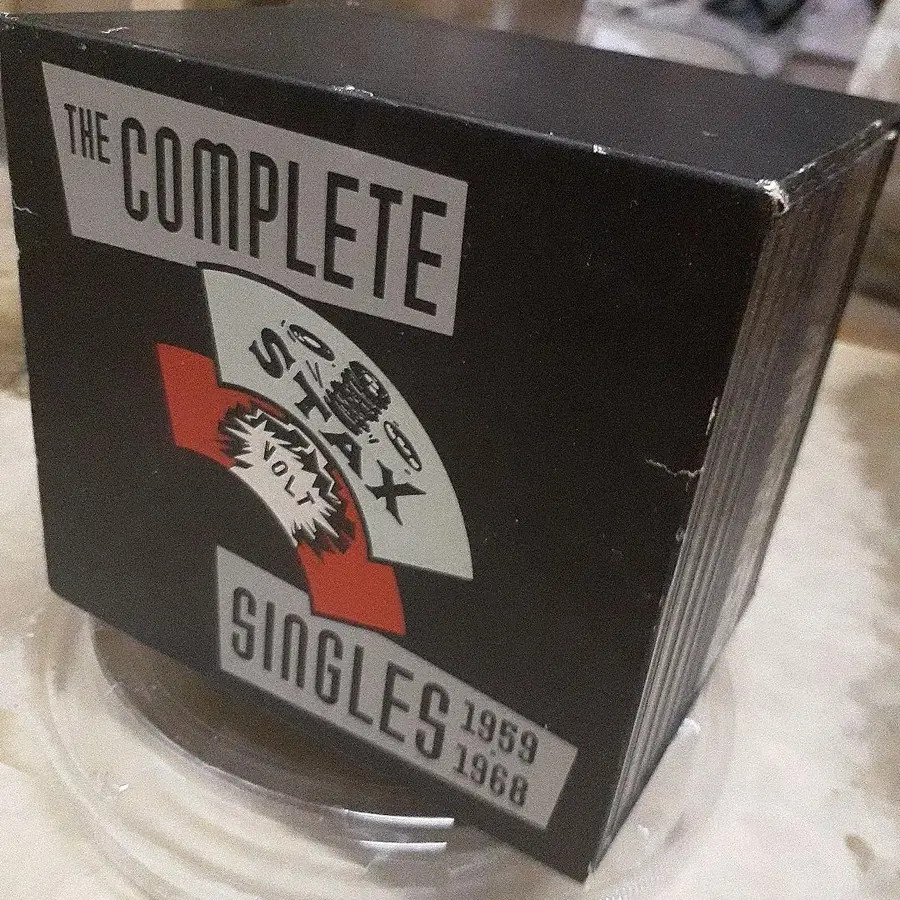 THE COMPLETE
STAX
VOLT
SINGLES 1959
1968